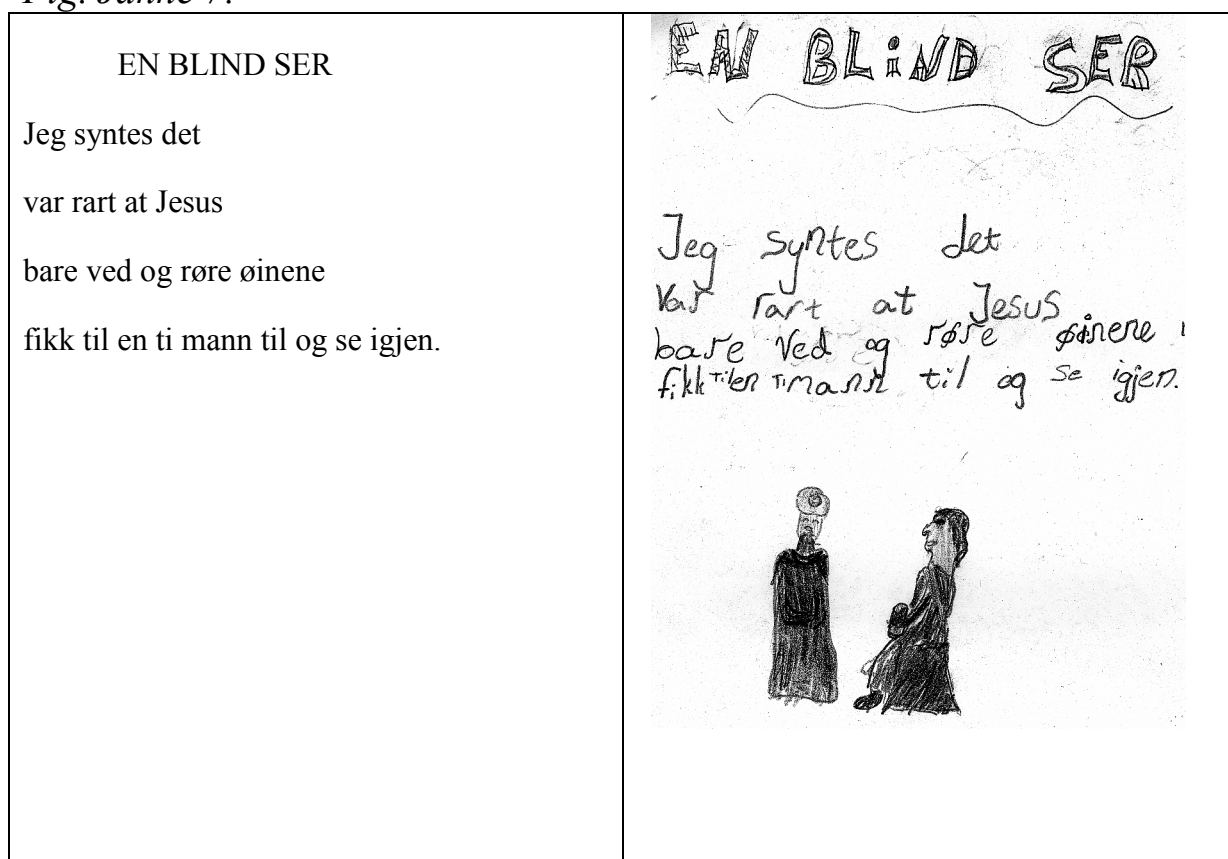 Fig. Janne 7.
EN BLIND SER
Jeg syntes det
var rart at Jesus
bare ved og røre øinene
fikk til en ti mann til og se igjen.
EN BLiND SER
Jeg syntes det
Var rart at Jesus
bare Ved og røre øinene
fikk til en Ti mann til og se igjen.